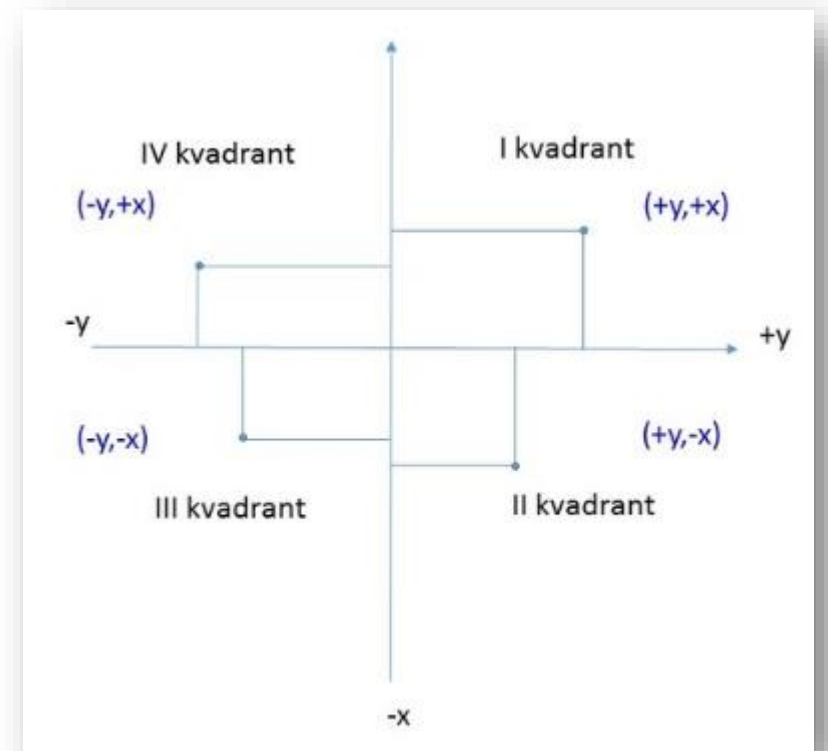 IV kvadrant
I kvadrant
(-y,+x)
(+y,+x)
-y
+y
(-y,-x)
(+y,-x)
III kvadrant
II kvadrant
-x